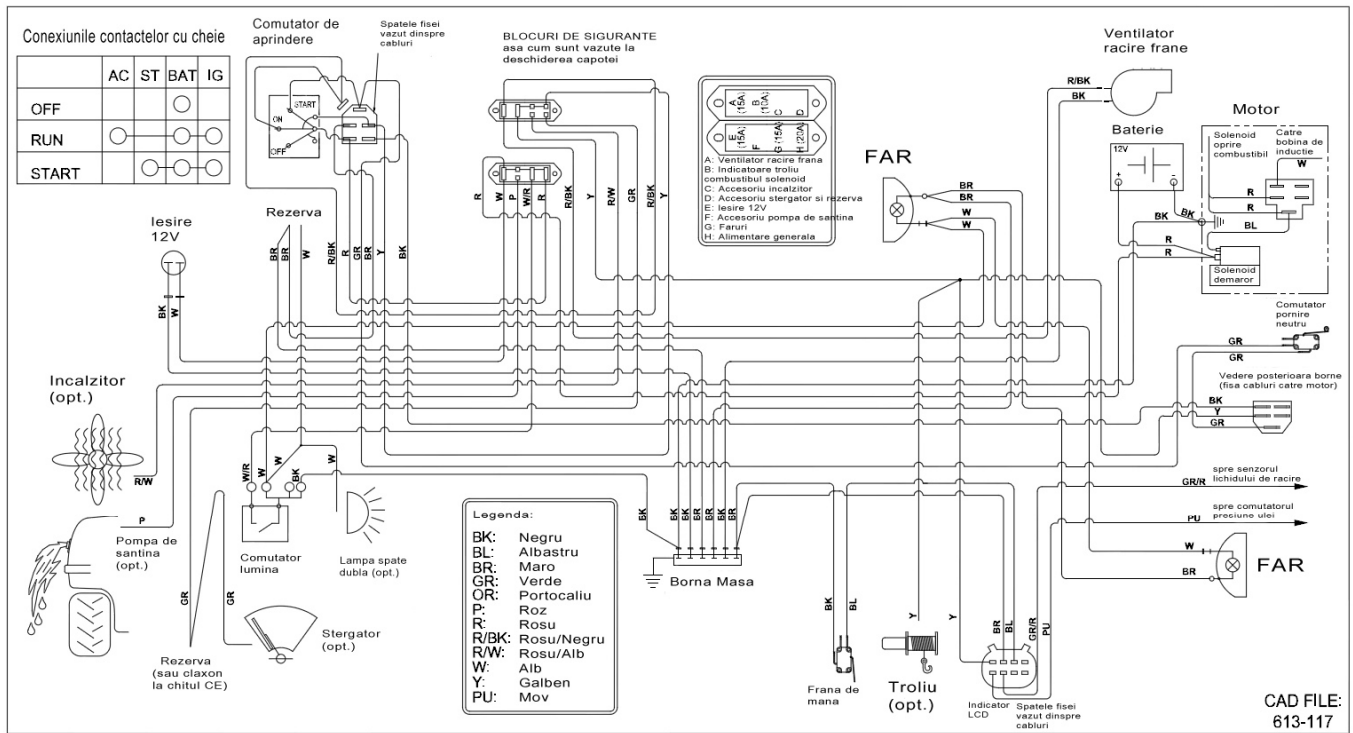 Conexiunile contactelor cu cheie
AC ST BAT IG
OFF
RUN
START
Comutator de
aprindere
Spatele fisei
vazut dinspre
cabluri
START
ON
OFF
BLOCURI DE SIGURANTE
asa cum sunt vazute la
deschiderea capotei
A (15A)
B (10A)
C
D
E (15A)
F
G (15A)
H (20A)
A: Ventilator racire frana
B: Indicatoare troliu
combustibul solenoid
C: Accesoriu incalzitor
D: Accesoriu stergator si rezerva
E: Iesire 12V
F: Accesoriu pompa de santina
G: Faruri
H: Alimentare generala
FAR
BR
BR
W
W
Ventilator
racire frane
R/BK
BK
Baterie
12V
+ -
BK
BK
R
R
Motor
Solenoid
oprire
combustibil
Catre
bobina de
inductie
W
R
R
BL
Solenoid
demaror
Comutator
pornire
neutru
GR
GR
Vedere posterioara borne
(fisa cabluri catre motor)
BK
Y
GR
spre senzorul
lichidului de racire
GR/R
spre comutatorul
presiune ulei
PU
W
BR
FAR
Iesire
12V
BK
W
Rezerva
BR
BR
W
R/BK
R
GR
BR
Y
BK
R
W
P
W/R
R
R/BK
Y
R/W
GR
R/BK
Y
Incalzitor
(opt.)
R/W
P
Pompa de
santina
(opt.)
GR
GR
Rezerva
(sau claxon
la chitul CE)
Stergator
(opt.)
W/R
W
W
BK
W
Comutator
lumina
Lampa spate
dubla (opt.)
Legenda:
BK: Negru
BL: Albastru
BR: Maro
GR: Verde
OR: Portocaliu
P: Roz
R: Rosu
R/BK: Rosu/Negru
R/W: Rosu/Alb
W: Alb
Y: Galben
PU: Mov
BK
BK
BK
BR
BR
BK
BR
Borna Masa
BK
BL
Frana de
mana
Y
Troliu
(opt.)
Y
BR
BL
GR/R
PU
Indicator
LCD
Spatele fisei
vazut dinspre
cabluri
CAD FILE:
613-117